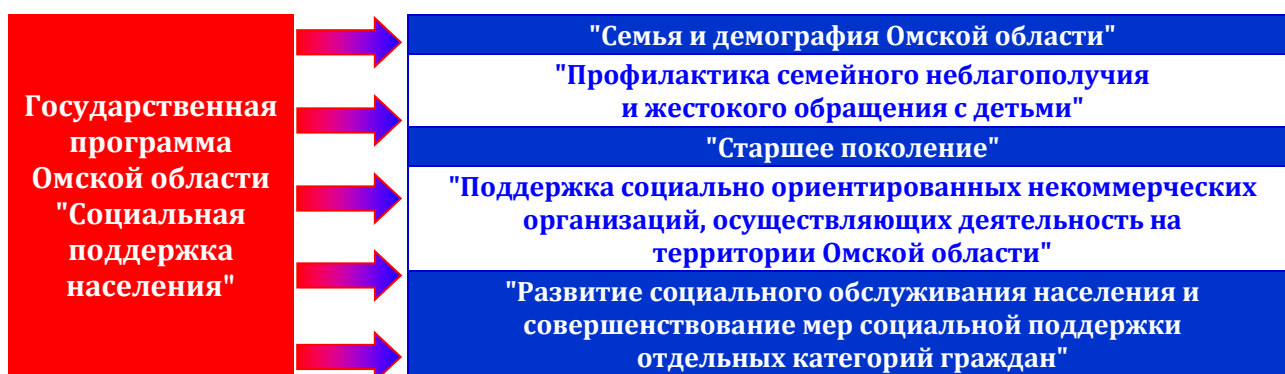 Государственная
программа
Омской области
"Социальная
поддержка
населения"
"Семья и демография Омской области"
"Профилактика семейного неблагополучия
и жестокого обращения с детьми"
"Старшее поколение"
"Поддержка социально ориентированных некоммерческих
организаций, осуществляющих деятельность на
территории Омской области"
"Развитие социального обслуживания населения и
совершенствование мер социальной поддержки
отдельных категорий граждан"